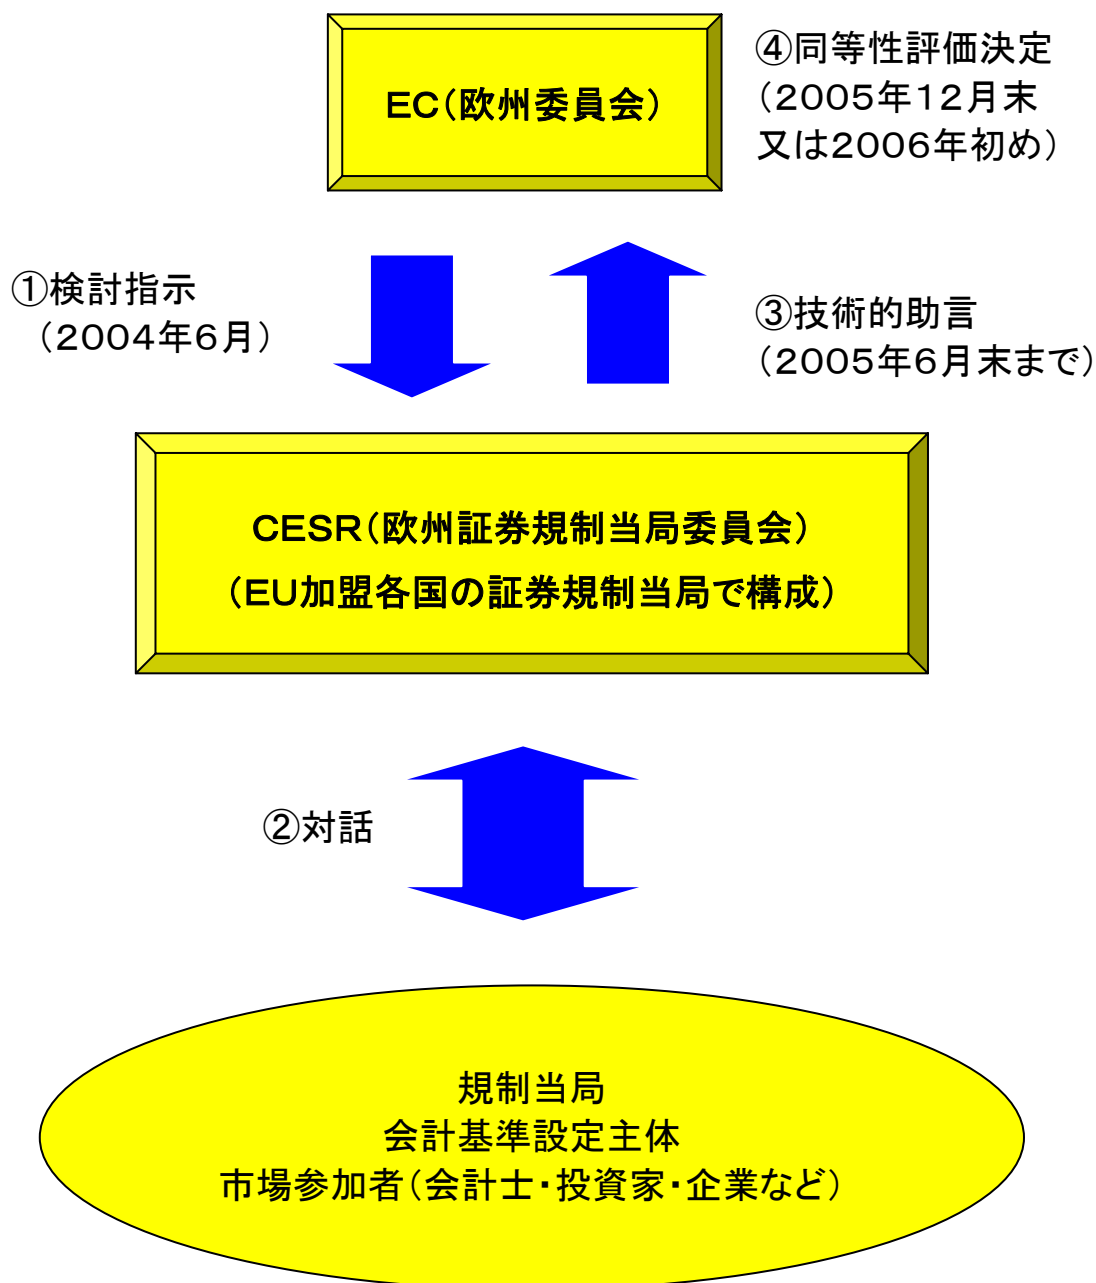 EC（欧州委員会）
④同等性評価決定
（２００５年１２月末
又は２００６年初め）
①検討指示
（２００４年６月）
③技術的助言
（２００５年６月末まで）
CESR（欧州証券規制当局委員会）
（EU加盟各国の証券規制当局で構成）
②対話
規制当局
会計基準設定主体
市場参加者（会計士・投資家・企業など）